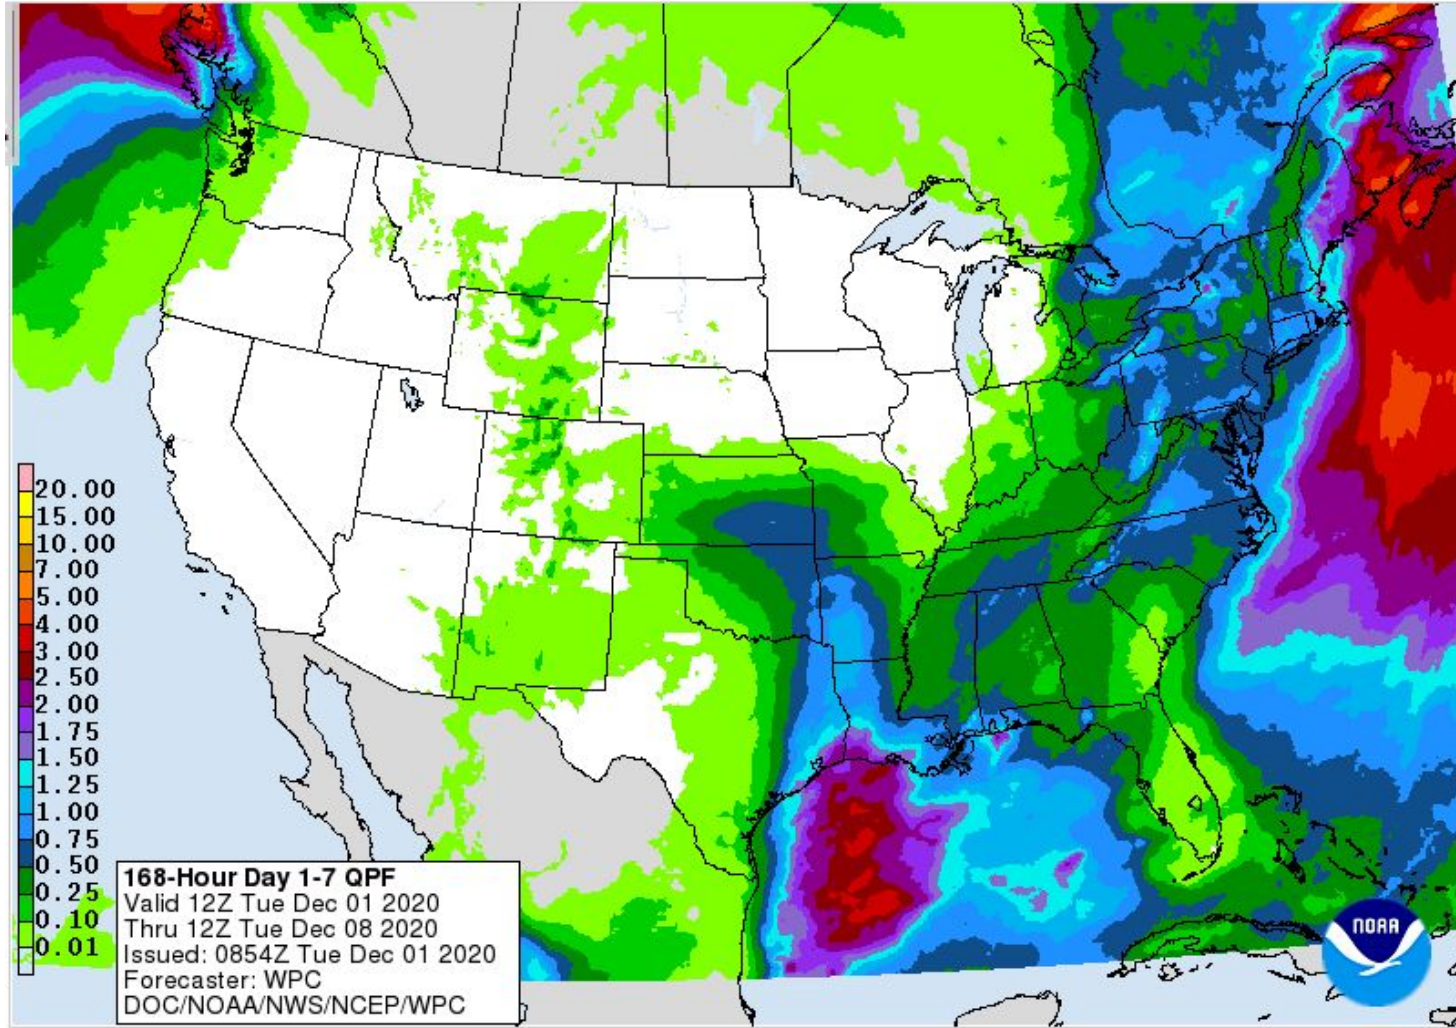 20.00
15.00
10.00
7.00
5.00
4.00
3.00
2.50
2.00
1.75
1.50
1.25
1.00
0.75
0.50
0.25
0.10
0.01
168-Hour Day 1-7 QPF
Valid 12Z Tue Dec 01 2020
Thru 12Z Tue Dec 08 2020
Issued: 0854Z Tue Dec 01 2020
Forecaster: WPC
DOC/NOAA/NWS/NCEP/WPC
NOAA